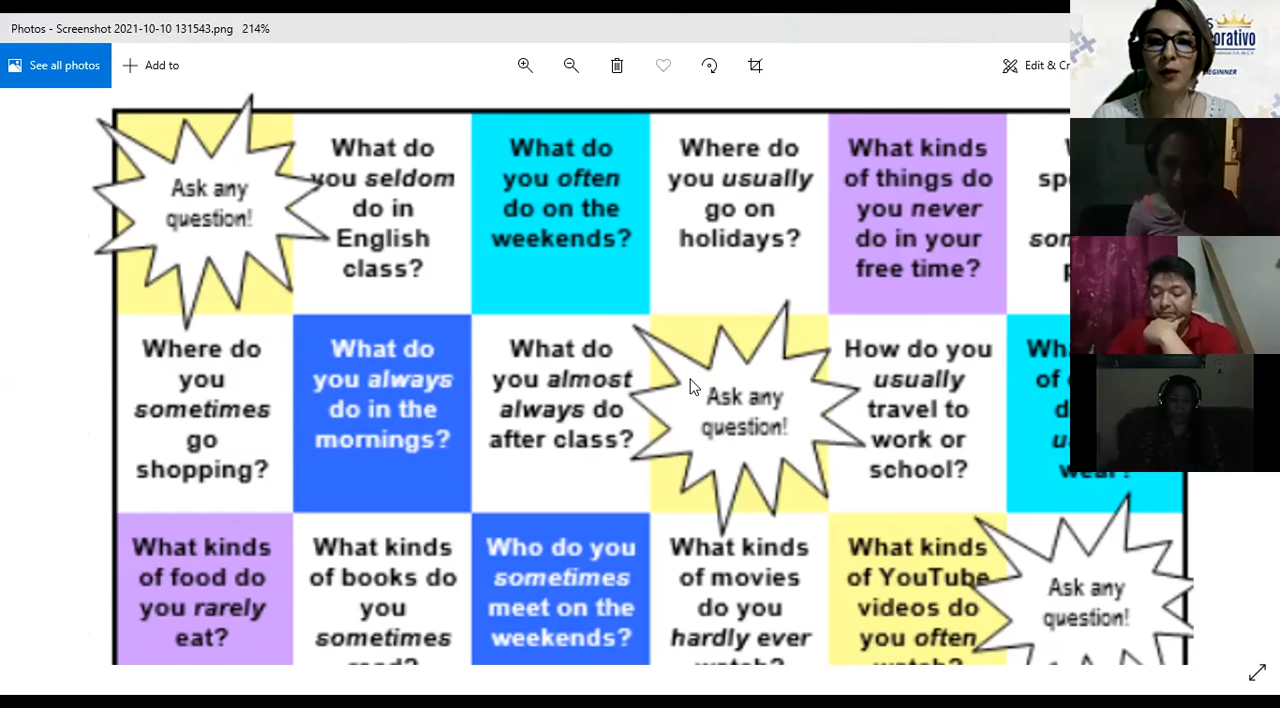 Photos - Screenshot 2021-10-10 131543.png 214%
See all photos
Add to
Edit & Cr
orativo
BEGINNER
Ask any
question!
What do
you seldom
do in
English
class?
What do
you often
do on the
weekends?
Where do
you usually
go on
holidays?
What kinds
of things do
you never
do in your
free time?
Where do
you
sometimes
go
shopping?
What do
you always
do in the
mornings?
What do
you almost
always do
after class?
Ask any
question!
How do you
usually
travel to
work or
school?
of
wear?
What kinds
of food do
you rarely
eat?
What kinds
of books do
you
sometimes
read?
Who do you
sometimes
meet on the
weekends?
What kinds
of movies
do you
hardly ever
watch?
What kinds
of YouTube
videos do
you often
watch?
Ask any
question!